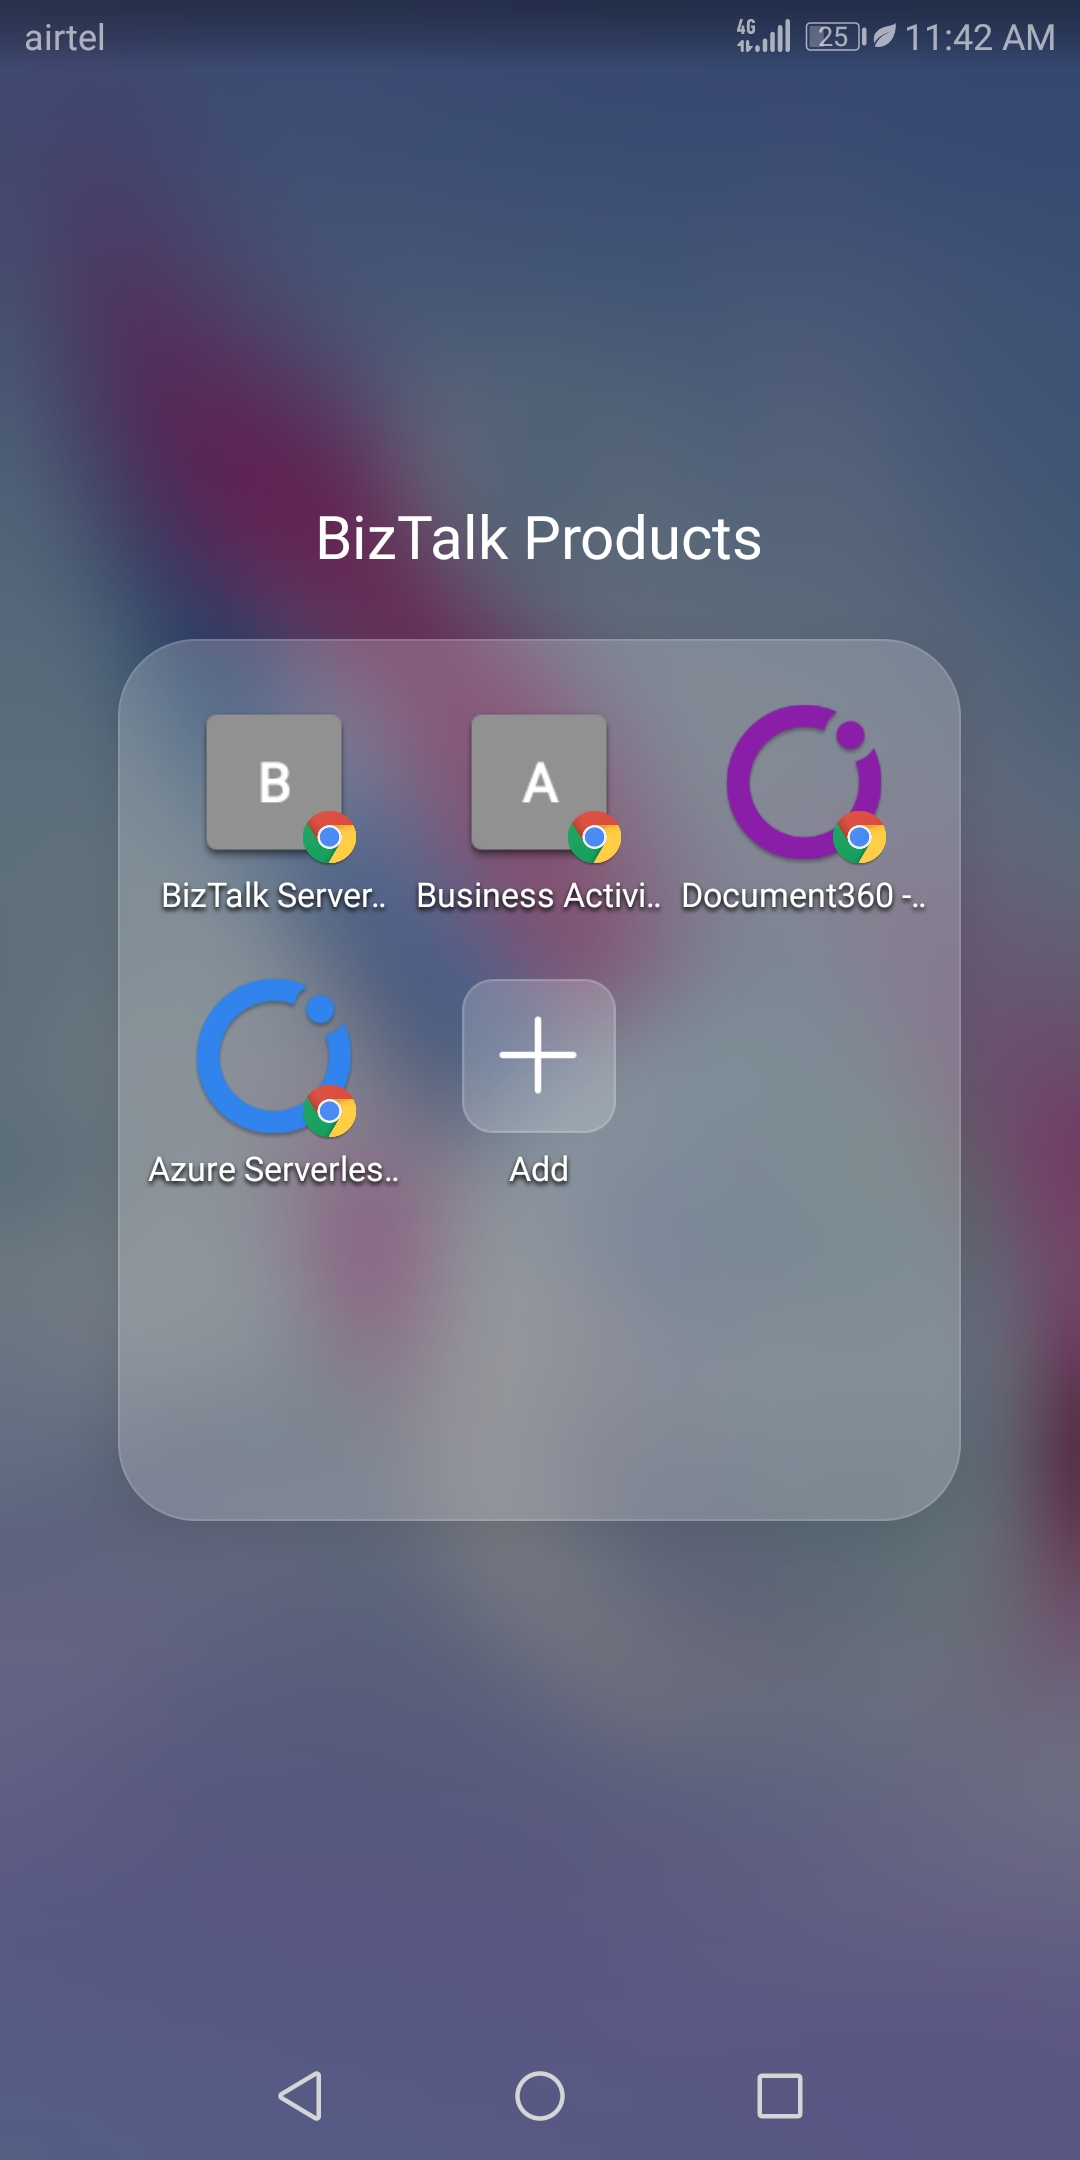 airtel 4G 25 11:42 AM
BizTalk Products
B A
BizTalk Server.. Business Activi.. Document360 -..
Azure Serverles.. Add